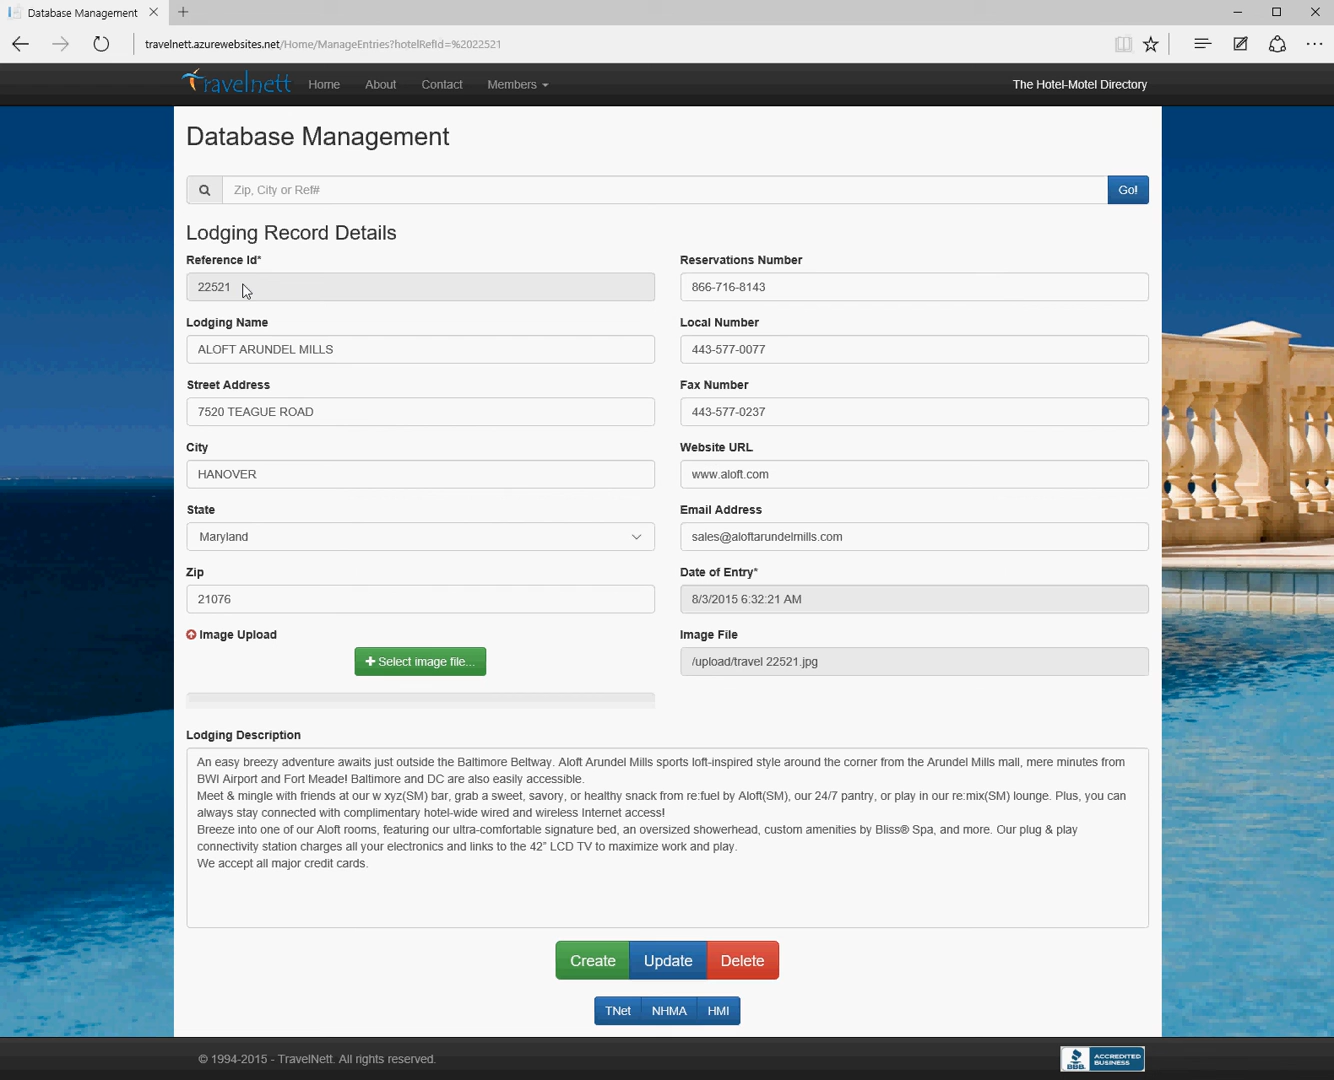 Database Management
travelnett.azurewebsites.net/Home/ManageEntries?hotelRefId=%2022521
Travelnett Home About Contact Members The Hotel-Motel Directory
Database Management
Zip, City or Ref# Go!
Lodging Record Details
Reference Id* Reservations Number
22521 866-716-8143
Lodging Name Local Number
ALOFT ARUNDEL MILLS 443-577-0077
Street Address Fax Number
7520 TEAGUE ROAD 443-577-0237
City Website URL
HANOVER www.aloft.com
State Email Address
Maryland sales@aloftarundelmills.com
Zip Date of Entry*
21076 8/3/2015 6:32:21 AM
Image Upload Image File
+ Select image file... /upload/travel 22521.jpg
Lodging Description
An easy breezy adventure awaits just outside the Baltimore Beltway. Aloft Arundel Mills sports loft-inspired style around the corner from the Arundel Mills mall, mere minutes from
BWI Airport and Fort Meade! Baltimore and DC are also easily accessible.
Meet & mingle with friends at our w xyz(SM) bar, grab a sweet, savory, or healthy snack from re:fuel by Aloft(SM), our 24/7 pantry, or play in our re:mix(SM) lounge. Plus, you can
always stay connected with complimentary hotel-wide wired and wireless Internet access!
Breeze into one of our Aloft rooms, featuring our ultra-comfortable signature bed, an oversized showerhead, custom amenities by Bliss® Spa, and more. Our plug & play
connectivity station charges all your electronics and links to the 42” LCD TV to maximize work and play.
We accept all major credit cards.
Create Update Delete
TNet NHMA HMI
© 1994-2015 - TravelNett. All rights reserved.
BBB ACCREDITED
BUSINESS